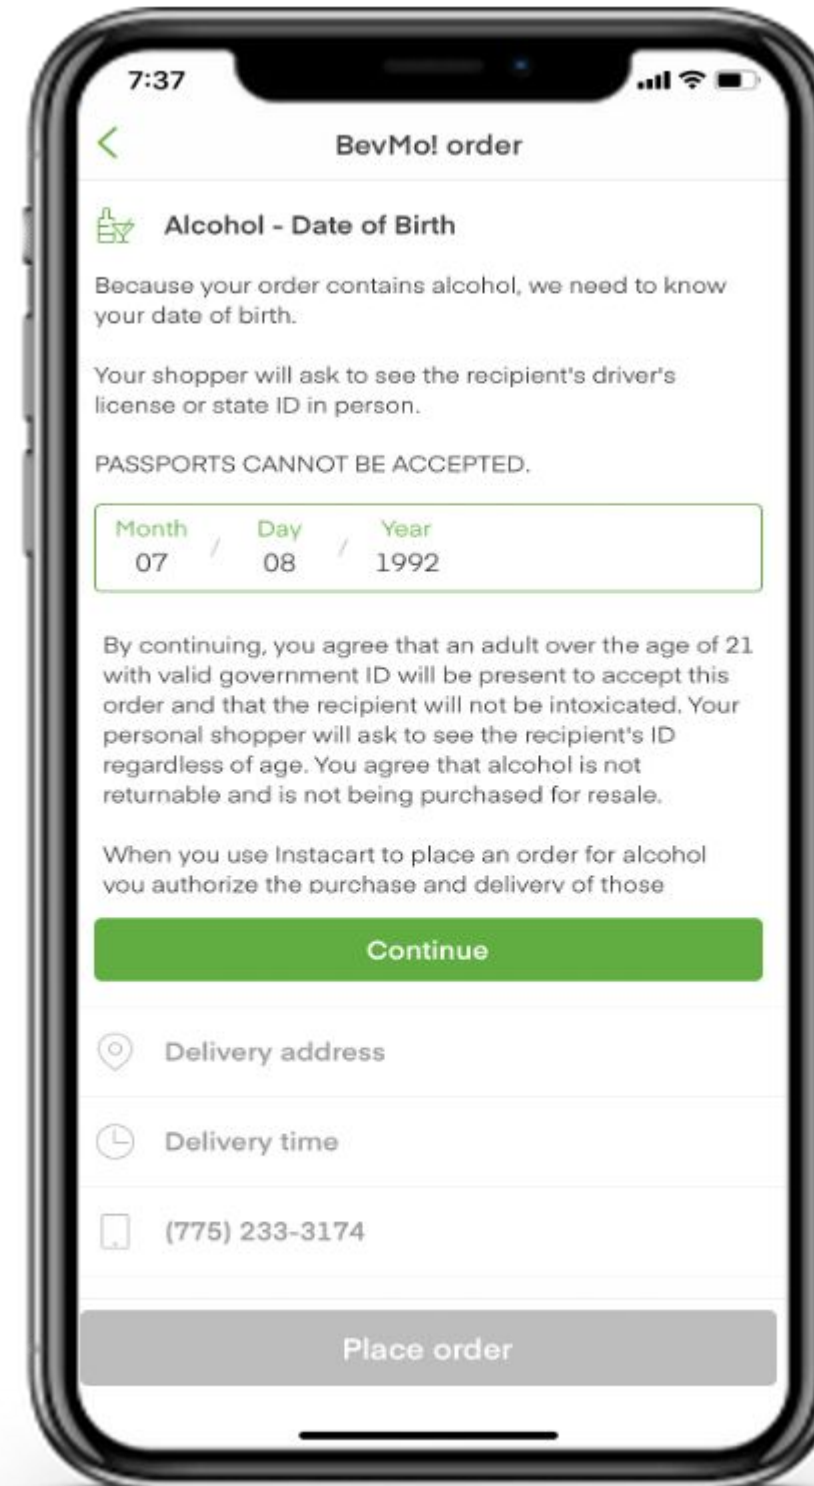 7:37
BevMo! order
Alcohol - Date of Birth
Because your order contains alcohol, we need to know
your date of birth.
Your shopper will ask to see the recipient's driver's
license or state ID in person.
PASSPORTS CANNOT BE ACCEPTED.
Month / Day / Year
07 08 1992
By continuing, you agree that an adult over the age of 21
with valid government ID will be present to accept this
order and that the recipient will not be intoxicated. Your
personal shopper will ask to see the recipient's ID
regardless of age. You agree that alcohol is not
returnable and is not being purchased for resale.
When you use Instacart to place an order for alcohol
you authorize the purchase and delivery of those
Continue
Delivery address
Delivery time
(775) 233-3174
Place order